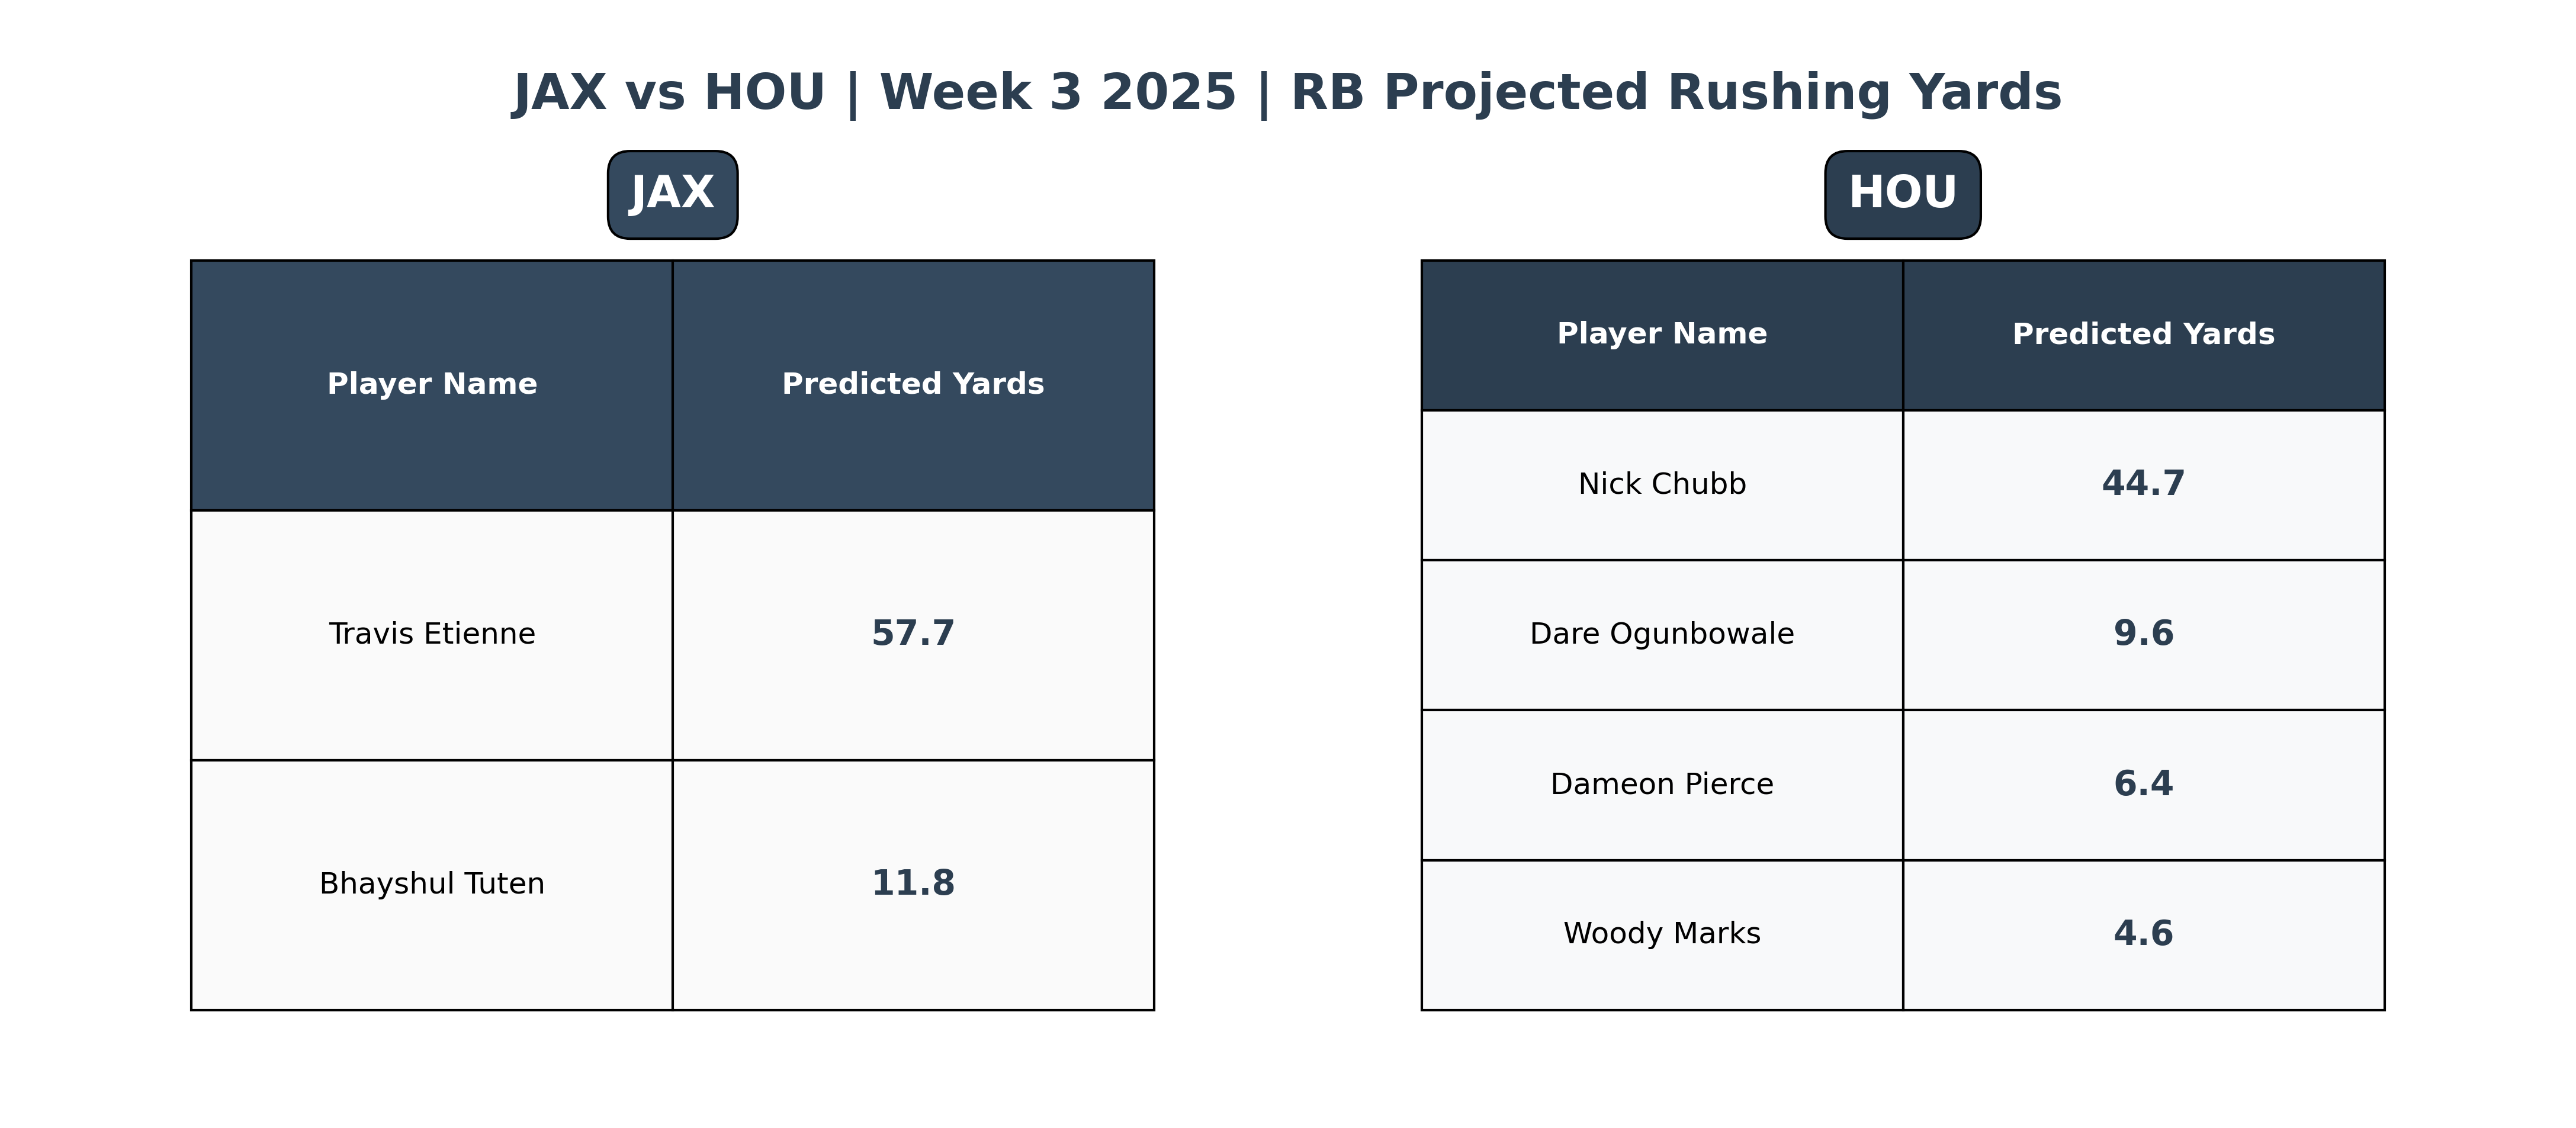 JAX vs HOU | Week 3 2025 | RB Projected Rushing Yards
JAX
Player Name Predicted Yards
Travis Etienne 57.7
Bhayshul Tuten 11.8
HOU
Player Name Predicted Yards
Nick Chubb 44.7
Dare Ogunbowale 9.6
Dameon Pierce 6.4
Woody Marks 4.6